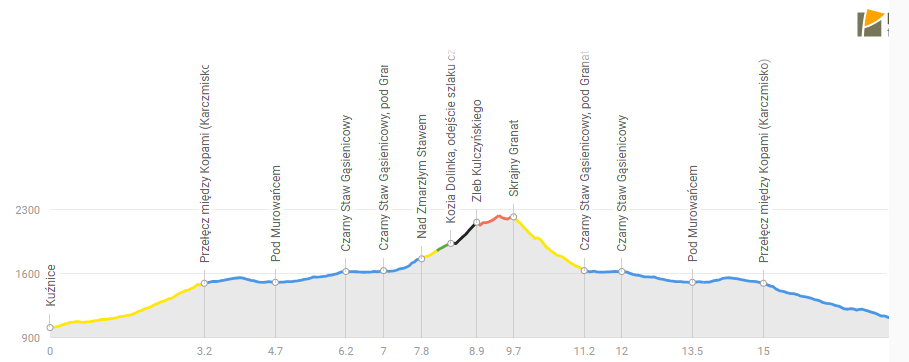 2300
1600
900
Kuźnice
Przełęcz między Kopami (Karczmisko
Pod Murowańcem
Czarny Staw Gąsienicowy
Czarny Staw Gąsienicowy, pod Grar
Nad Zmarzłym Stawem
Kozia Dolinka, odejście szlaku cz
Żleb Kulczyńskiego
Skrajny Granat
Czarny Staw Gąsienicowy, pod Granat
Czarny Staw Gąsienicowy
Pod Murowańcem
Przełęcz między Kopami (Karczmisko)
0
3.2
4.7
6.2
7
7.8
8.9
9.7
11.2
12
13.5
15